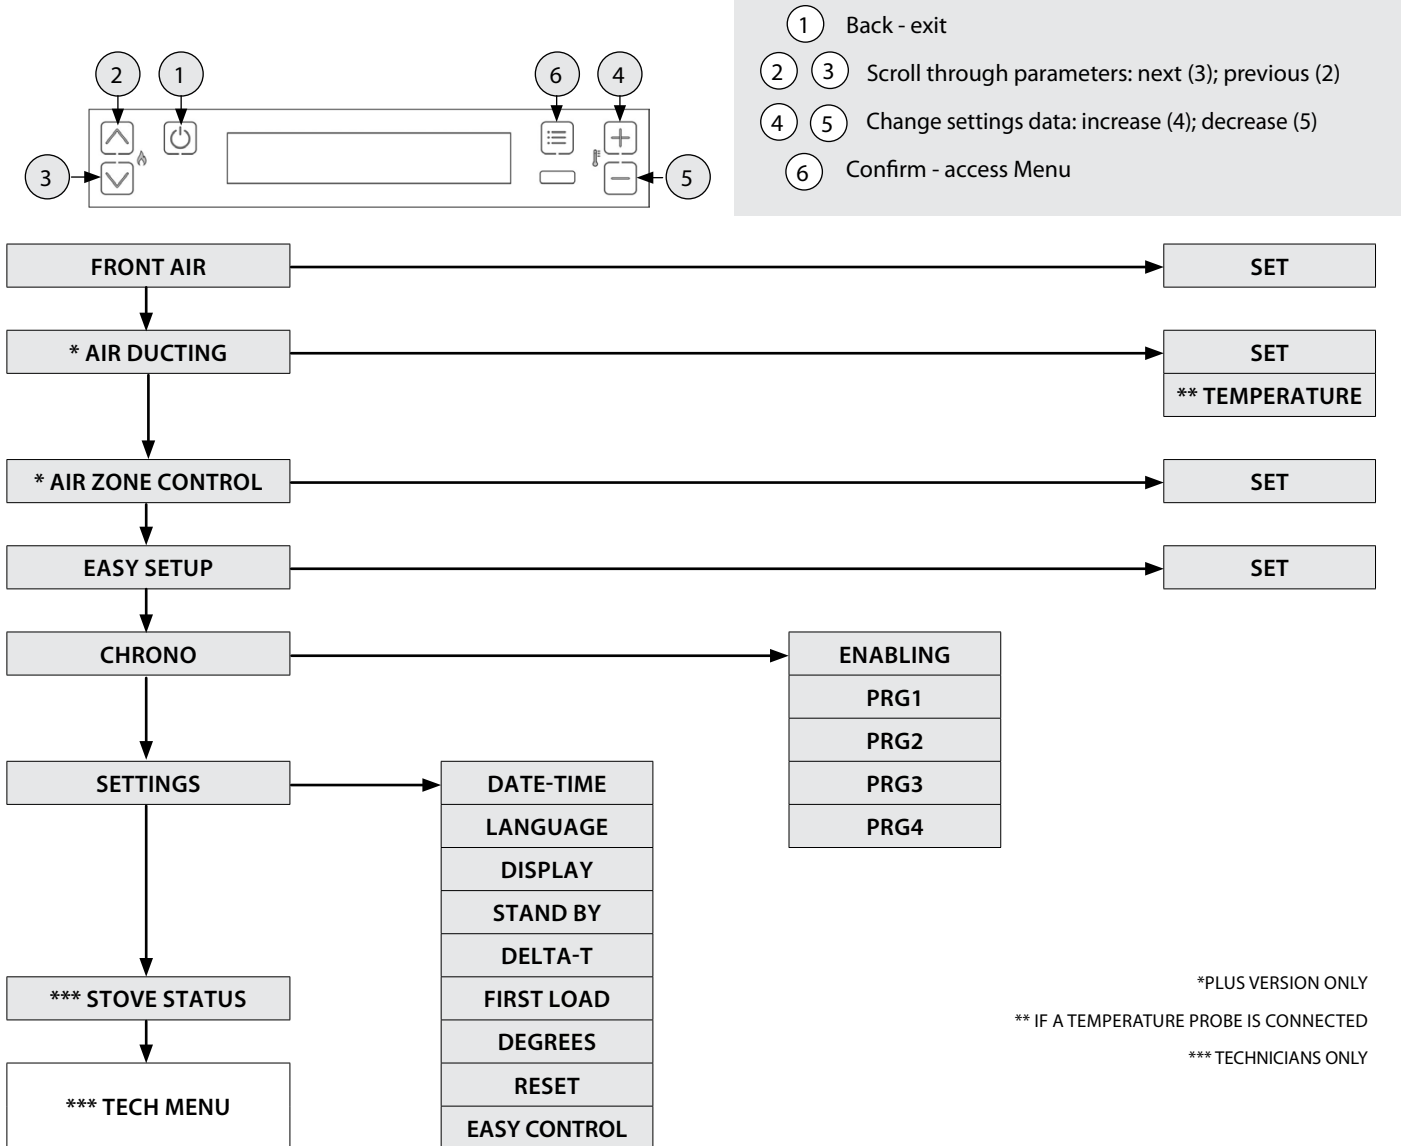 1 Back - exit
2 3 Scroll through parameters: next (3); previous (2)
4 5 Change settings data: increase (4); decrease (5)
6 Confirm - access Menu
2 1 6 4
3 5
FRONT AIR SET
* AIR DUCTING SET
** TEMPERATURE
* AIR ZONE CONTROL SET
EASY SETUP SET
CHRONO ENABLING
PRG1
PRG2
PRG3
PRG4
SETTINGS DATE-TIME
LANGUAGE
DISPLAY
STAND BY
DELTA-T
FIRST LOAD
DEGREES
RESET
EASY CONTROL
*** STOVE STATUS
*** TECH MENU
*PLUS VERSION ONLY
** IF A TEMPERATURE PROBE IS CONNECTED
*** TECHNICIANS ONLY